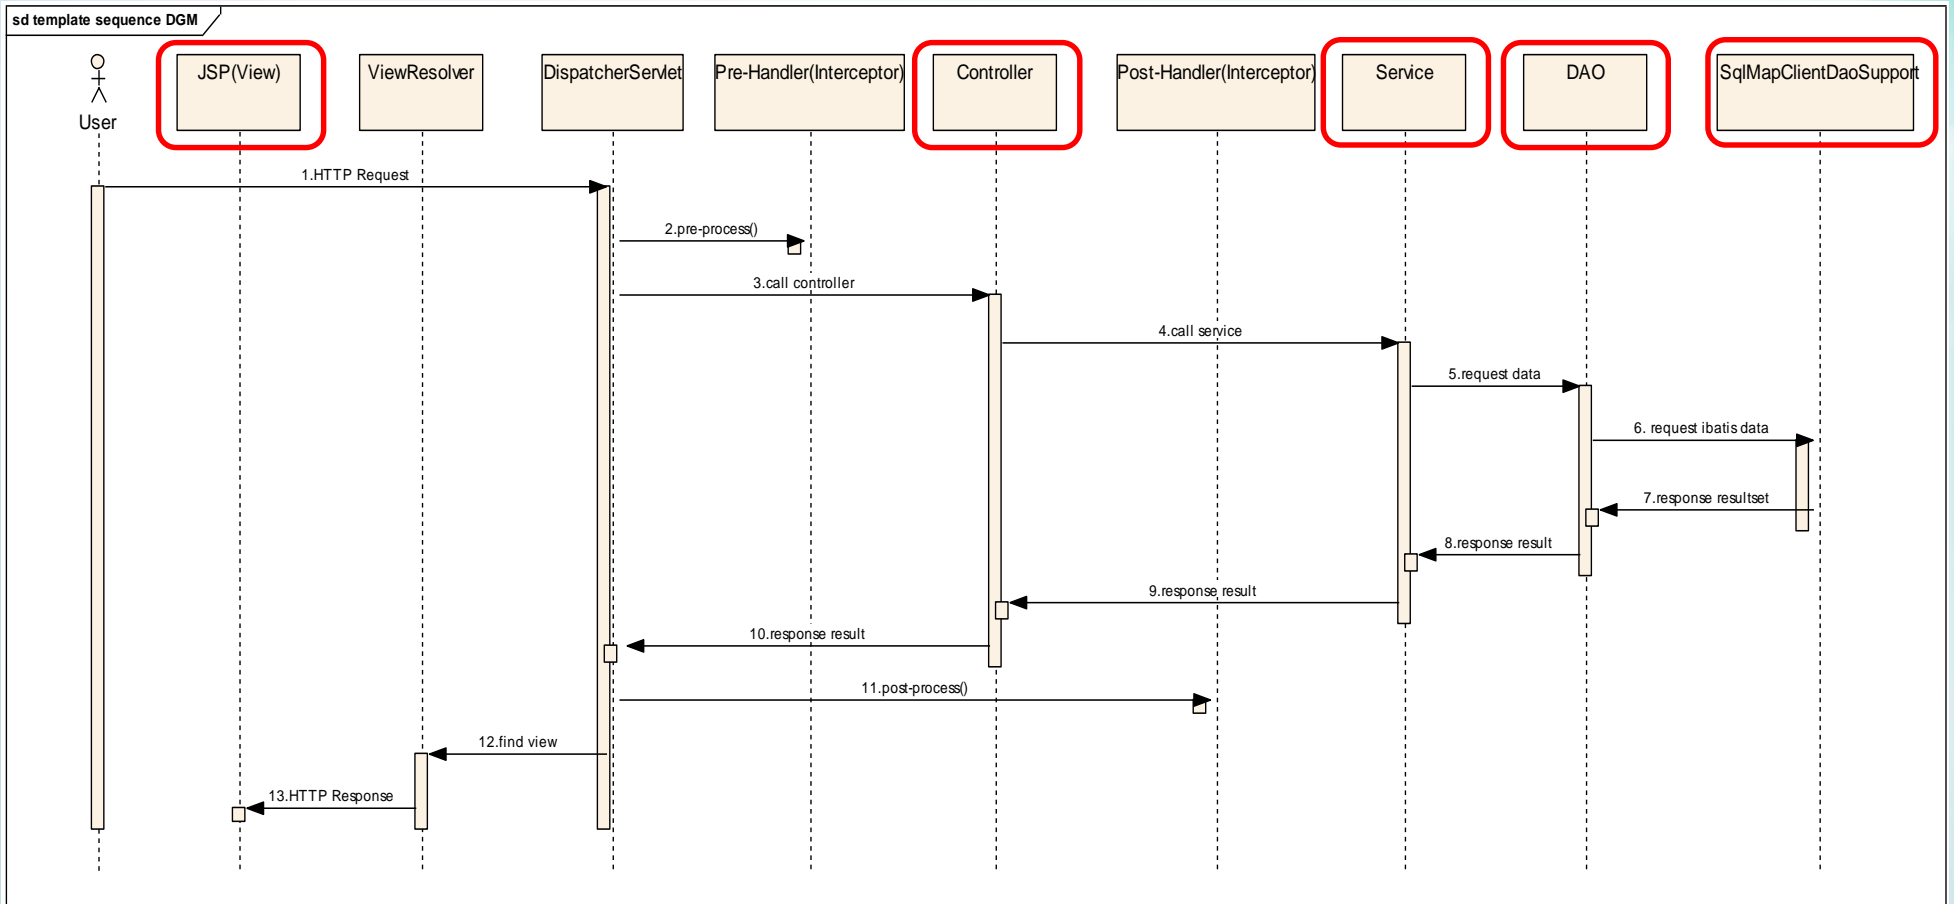 sd template sequence DGM
User
JSP(View)
ViewResolver
DispatcherServlet
Pre-Handler(Interceptor)
Controller
Post-Handler(Interceptor)
Service
DAO
SqlMapClientDaoSupport
1.HTTP Request
2.pre-process()
3.call controller
4.call service
5.request data
6. request ibatis data
7.response resultset
8.response result
9.response result
10.response result
11.post-process()
12.find view
13.HTTP Response